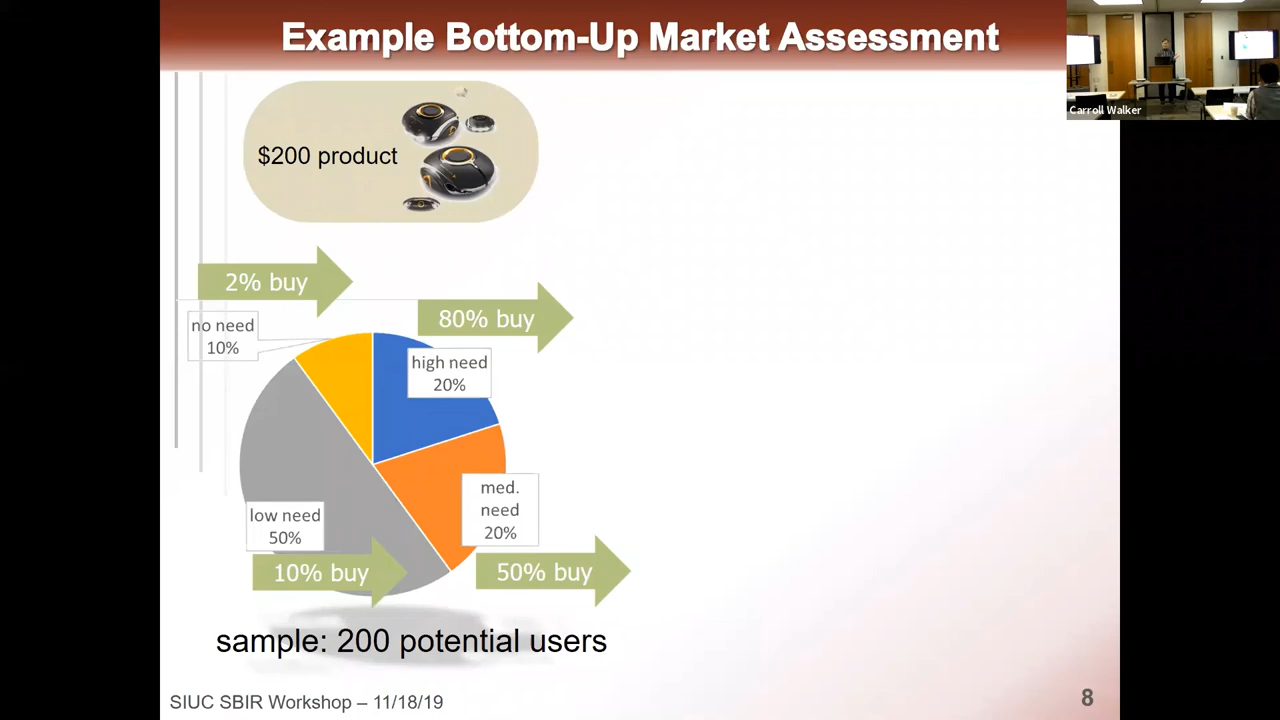 Example Bottom-Up Market Assessment
Carroll Walker
$200 product
2% buy
80% buy
no need
10%
high need
20%
med.
need
20%
low need
50%
10% buy
50% buy
sample: 200 potential users
SIUC SBIR Workshop – 11/18/19
8